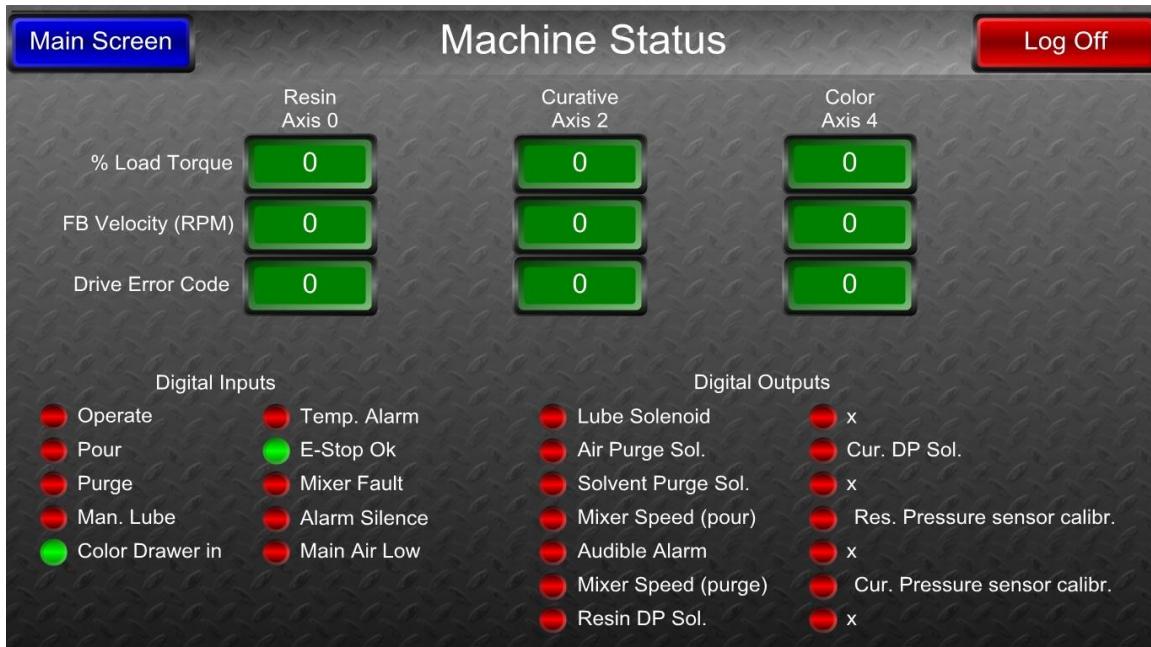 Main Screen
Machine Status
Log Off
Resin
Axis 0
Curative
Axis 2
Color
Axis 4
% Load Torque 0 0 0
FB Velocity (RPM) 0 0 0
Drive Error Code 0 0 0
Digital Inputs
Operate
Pour
Purge
Man. Lube
Color Drawer in
Temp. Alarm
E-Stop Ok
Mixer Fault
Alarm Silence
Main Air Low
Digital Outputs
Lube Solenoid
Air Purge Sol.
Solvent Purge Sol.
Mixer Speed (pour)
Audible Alarm
Mixer Speed (purge)
Resin DP Sol.
x
Cur. DP Sol.
x
Res. Pressure sensor calibr.
x
Cur. Pressure sensor calibr.
x